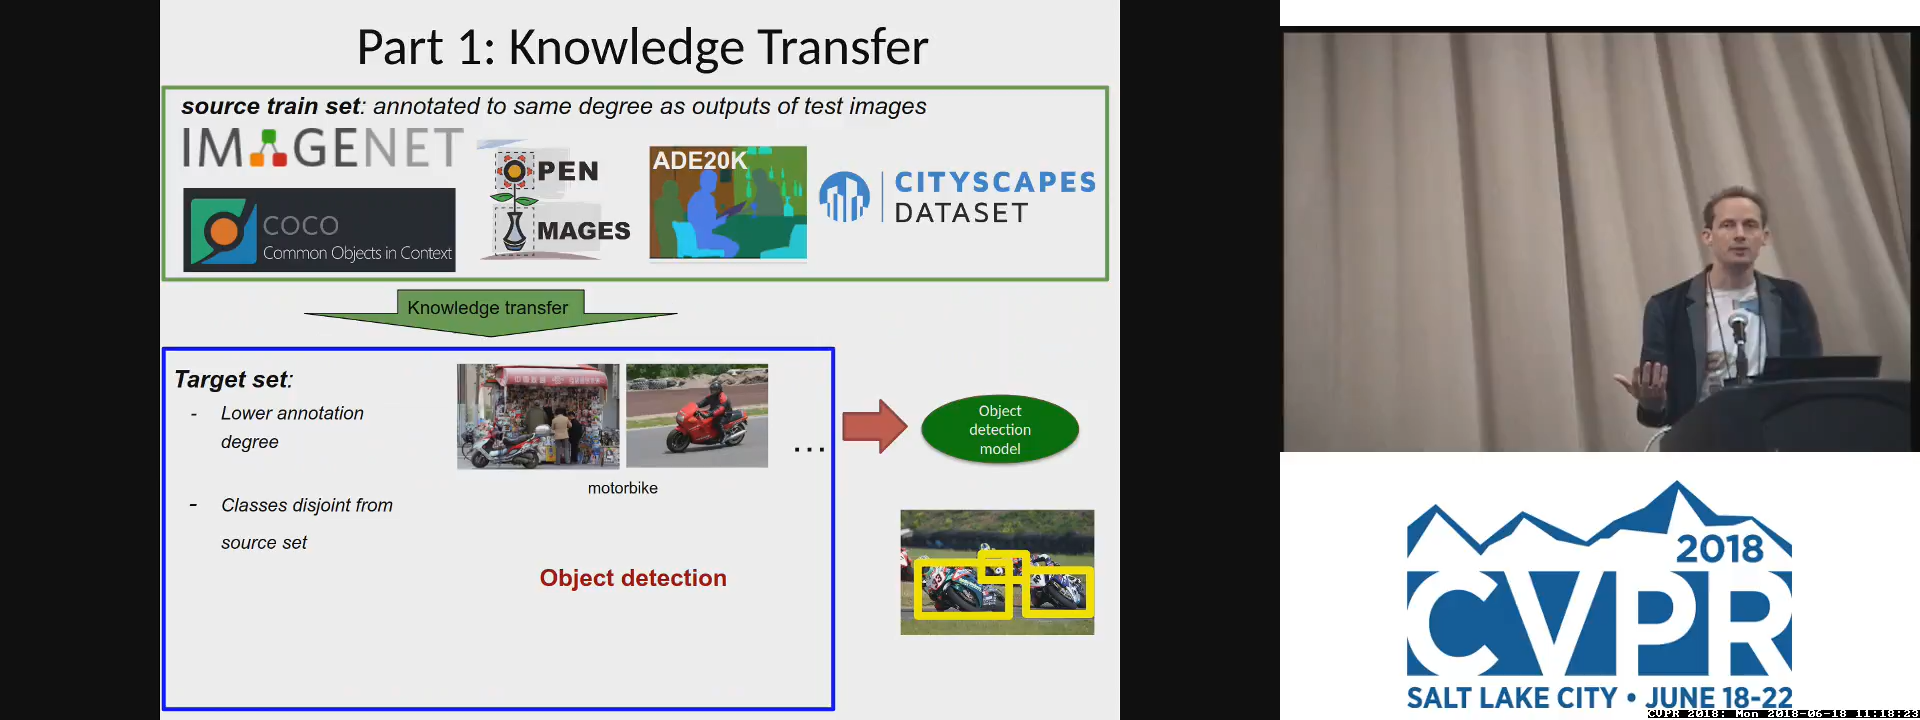 Part 1: Knowledge Transfer
source train set: annotated to same degree as outputs of test images
IMAGENET
COCO
Common Objects in Context
OPEN
IMAGES
ADE20K
CITYSCAPES
DATASET
Knowledge transfer
Target set:
- Lower annotation
degree
- Classes disjoint from
source set
motorbike
...
Object detection
Object
detection
model
2018
CVPR
SALT LAKE CITY • JUNE 18-22
CVPR 2018: Mon 2018-06-18 11:18:23